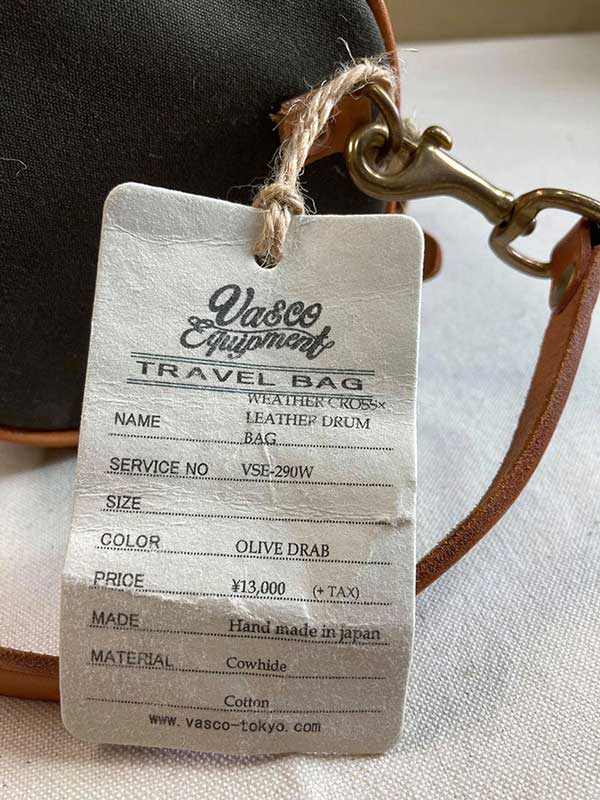 Vasco
Equipment
TRAVEL BAG
WEATHER CROSS×
NAME LEATHER DRUM
BAG
SERVICE NO VSE-290W
SIZE
COLOR OLIVE DRAB
PRICE ¥13,000 (+ TAX)
MADE Hand made in japan
MATERIAL Cowhide
Cotton
www.vasco-tokyo.com